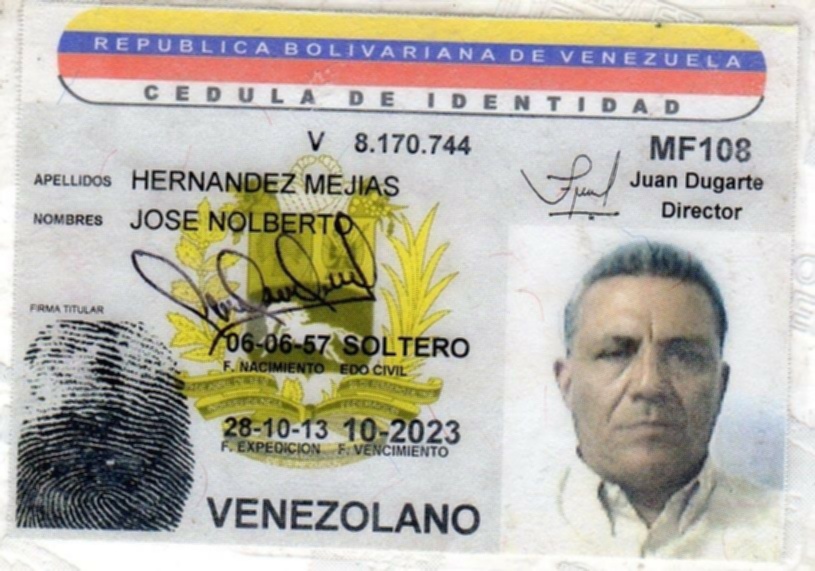 REPUBLICA BOLIVARIANA DE VENEZUELA
CEDULA DE IDENTIDAD
V 8.170.744
MF108
APELLIDOS HERNANDEZ MEJIAS
Juan Dugarte
Director
NOMBRES JOSE NOLBERTO
FIRMA TITULAR
06-06-57 SOLTERO
F. NACIMIENTO EDO CIVIL
28-10-13 10-2023
F. EXPEDICION F. VENCIMIENTO
VENEZOLANO